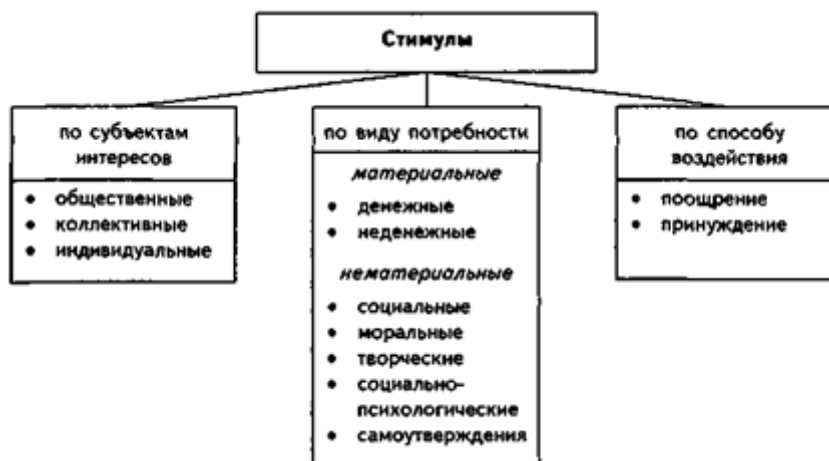 Стимулы
по субъектам
интересов
• общественные
• коллективные
• индивидуальные
по виду потребности
материальные
• денежные
• неденежные
нематериальные
• социальные
• моральные
• творческие
• социально-
психологические
• самоутверждения
по способу
воздействия
• поощрение
• принуждение